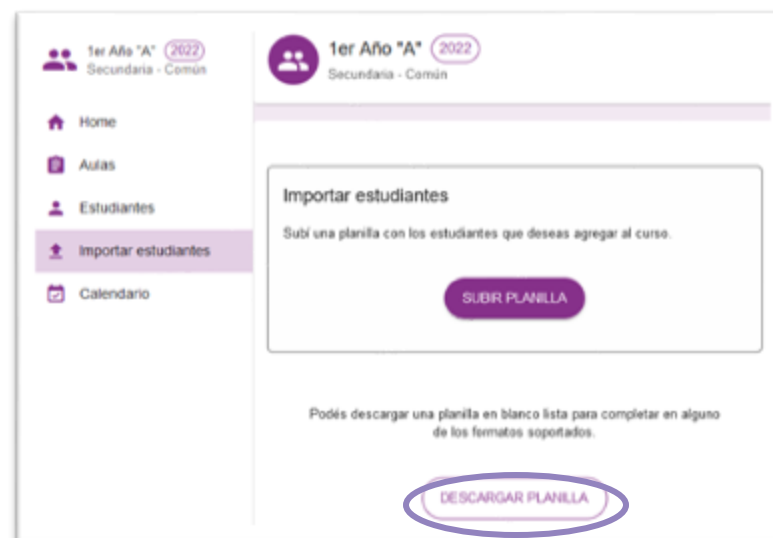 1er Año "A" 2022
Secundaria - Común
Home
Aulas
Estudiantes
Importar estudiantes
Calendario
1er Año "A" 2022
Secundaria - Común
Importar estudiantes
Subí una planilla con los estudiantes que deseas agregar al curso.
SUBIR PLANILLA
Podés descargar una planilla en blanco lista para completar en alguno
de los formatos soportados.
DESCARGAR PLANILLA